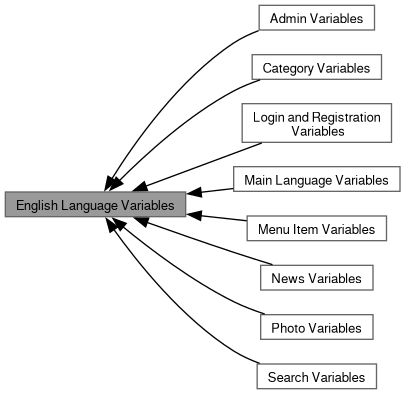 Admin Variables
Category Variables
Login and Registration
Variables
Main Language Variables
English Language Variables
Menu Item Variables
News Variables
Photo Variables
Search Variables